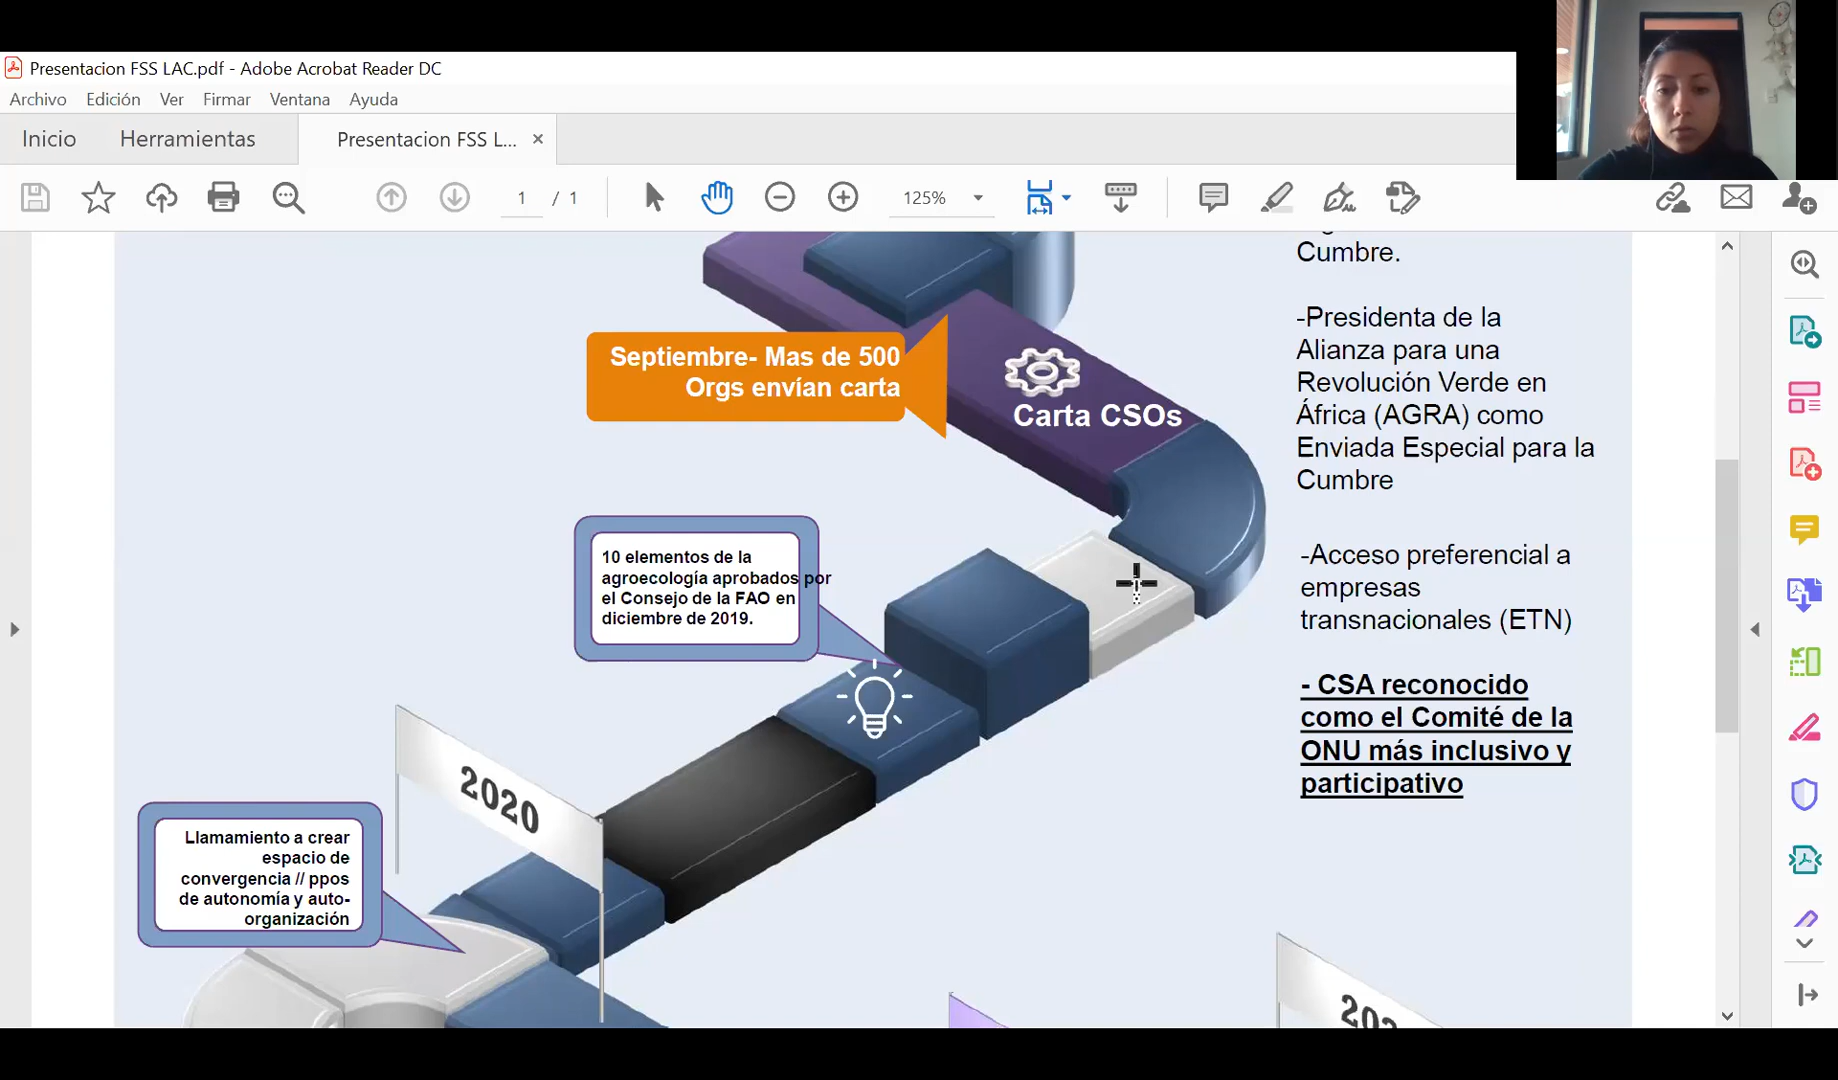 Presentacion FSS LAC.pdf - Adobe Acrobat Reader DC
Archivo Edición Ver Firmar Ventana Ayuda
Inicio Herramientas Presentacion FSS L... ×
1 / 1 125%
Cumbre.
-Presidenta de la
Alianza para una
Revolución Verde en
África (AGRA) como
Enviada Especial para la
Cumbre
-Acceso preferencial a
empresas
transnacionales (ETN)
- CSA reconocido
como el Comité de la
ONU más inclusivo y
participativo
Septiembre- Mas de 500
Orgs envían carta
Carta CSOs
10 elementos de la
agroecología aprobados por
el Consejo de la FAO en
diciembre de 2019.
2020
Llamamiento a crear
espacio de
convergencia // ppos
de autonomía y auto-
organización